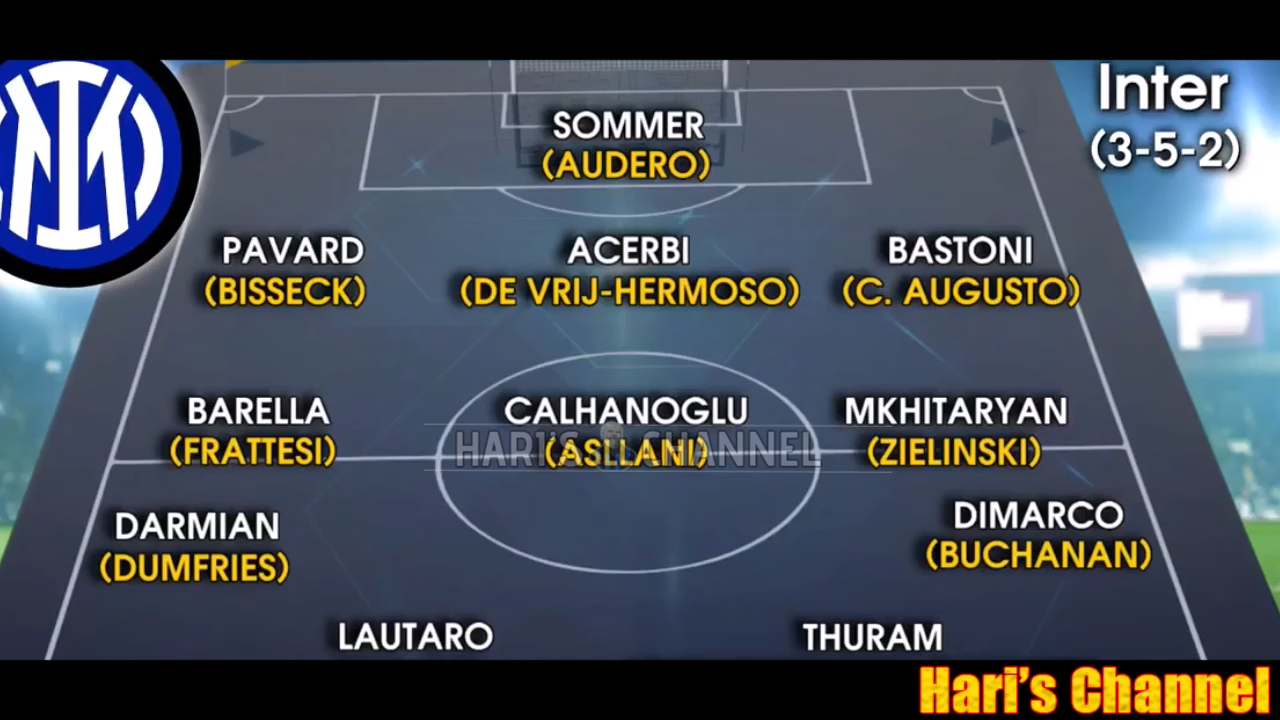 Inter
(3-5-2)
SOMMER
(AUDERO)
PAVARD
(BISSECK)
ACERBI
(DE VRIJ-HERMOSO)
BASTONI
(C. AUGUSTO)
BARELLA
(FRATTESI)
CALHANOGLU
(ASLLANI)
MKHITARYAN
(ZIELINSKI)
HARI'S CHANNEL
DARMIAN
(DUMFRIES)
DIMARCO
(BUCHANAN)
LAUTARO
THURAM
Hari's Channel